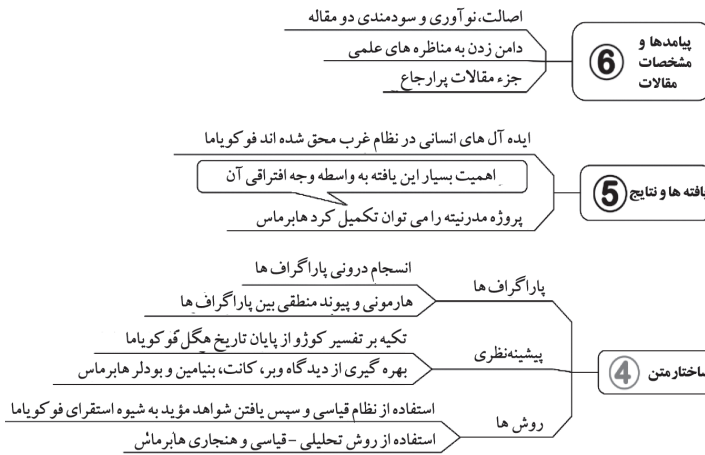 اصالت، نوآوری و سودمندی دو مقاله
دامن زدن به مناظره های علمی
جزء مقالات پرارجاع
پیامدها و
مشخصات
مقالات
6
ایده آل های انسانی در نظام غرب محق شده اند فوکویاما
اهمیت بسیار این یافته به واسطه وجه افتراقی آن
پروژه مدرنیته را می توان تکمیل کرد هابرماس
یافته ها و نتایج
5
انسجام درونی پاراگراف ها
هارمونی و پیوند منطقی بین پاراگراف ها
پاراگراف ها
تکیه بر تفسیر کوژو از پایان تاریخ هگل فوکویاما
بهره گیری از دیدگاه وبر، کانت، بنیامین و بودلر هابرماس
پیشینه‌نظری
استفاده از نظام قیاسی و سپس یافتن شواهد مؤید به شیوه استقرای فوکویاما
استفاده از روش تحلیلی – قیاسی و هنجاری هابرماس
روش ها
ساختار متن
4